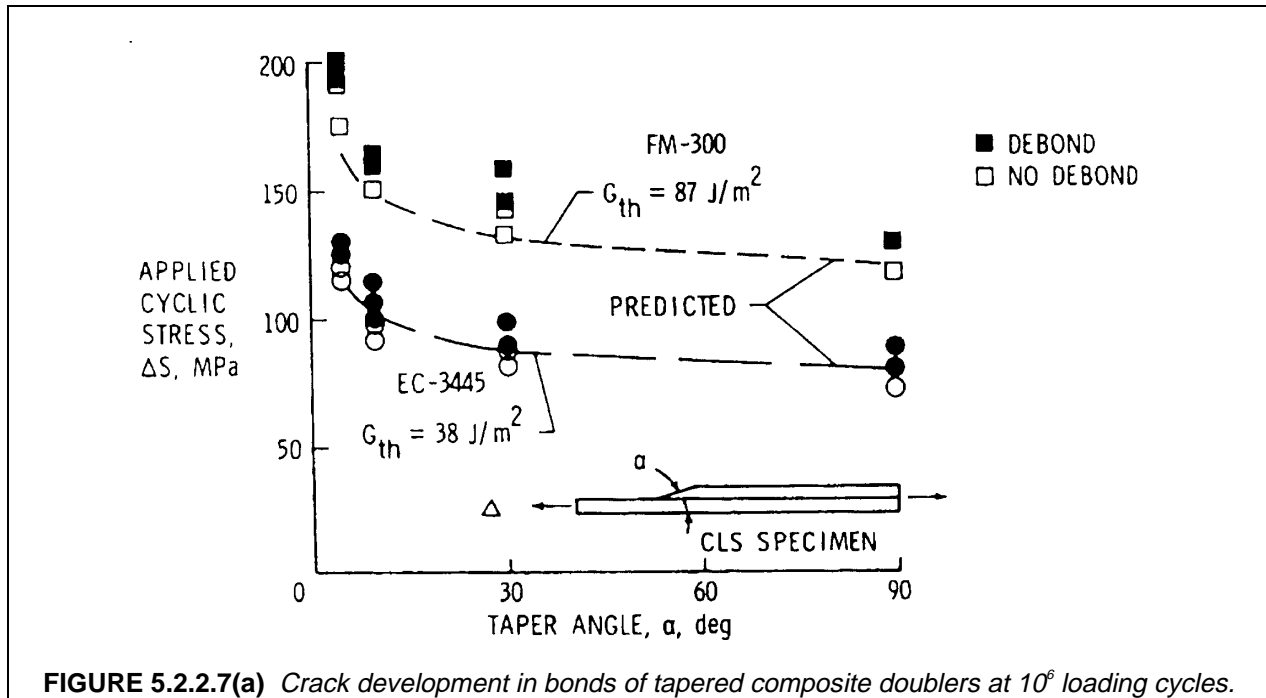 200
150
100
50
0
30
60
90
APPLIED
CYCLIC
STRESS,
ΔS, MPa
FM-300
G_th = 87 J/m²
■ DEBOND
□ NO DEBOND
PREDICTED
EC-3445
G_th = 38 J/m²
α
Δ
CLS SPECIMEN
TAPER ANGLE, α, deg
FIGURE 5.2.2.7(a) Crack development in bonds of tapered composite doublers at 10⁶ loading cycles.